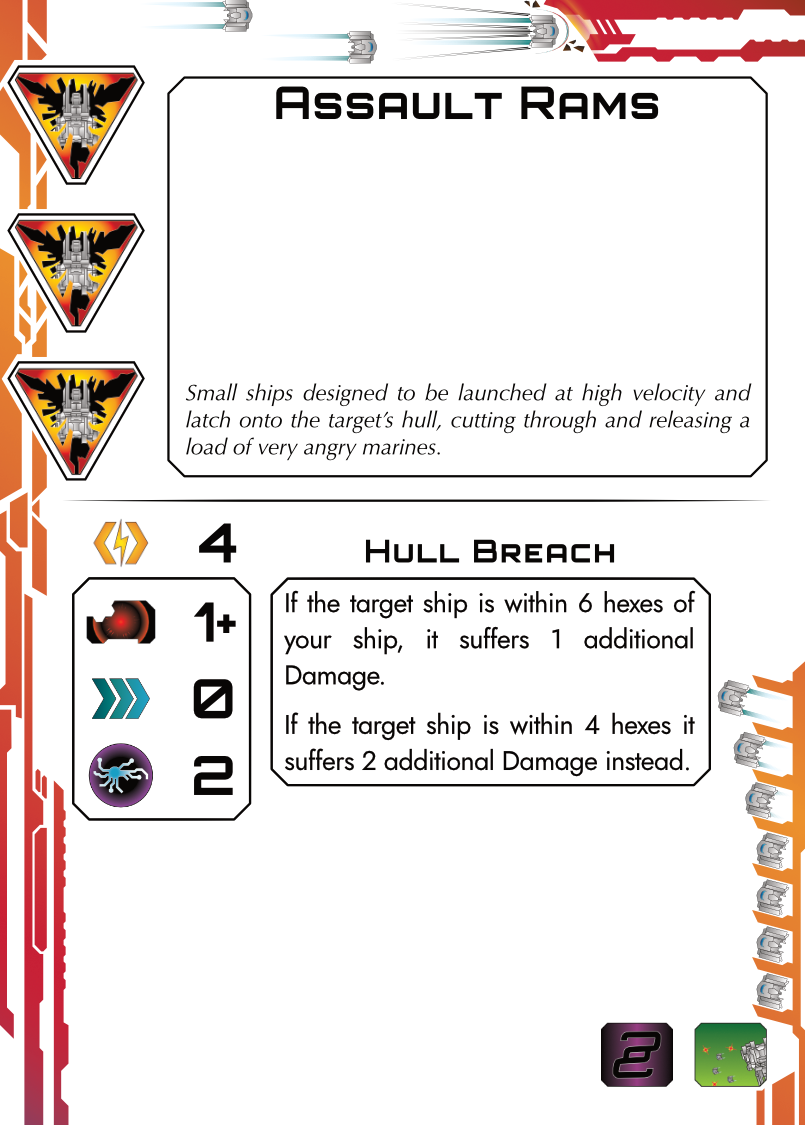 Assault Rams
Small ships designed to be launched at high velocity and
latch onto the target's hull, cutting through and releasing a
load of very angry marines.
4
Hull Breach
1+
0
2
If the target ship is within 6 hexes of
your ship, it suffers 1 additional
Damage.
If the target ship is within 4 hexes it
suffers 2 additional Damage instead.
2